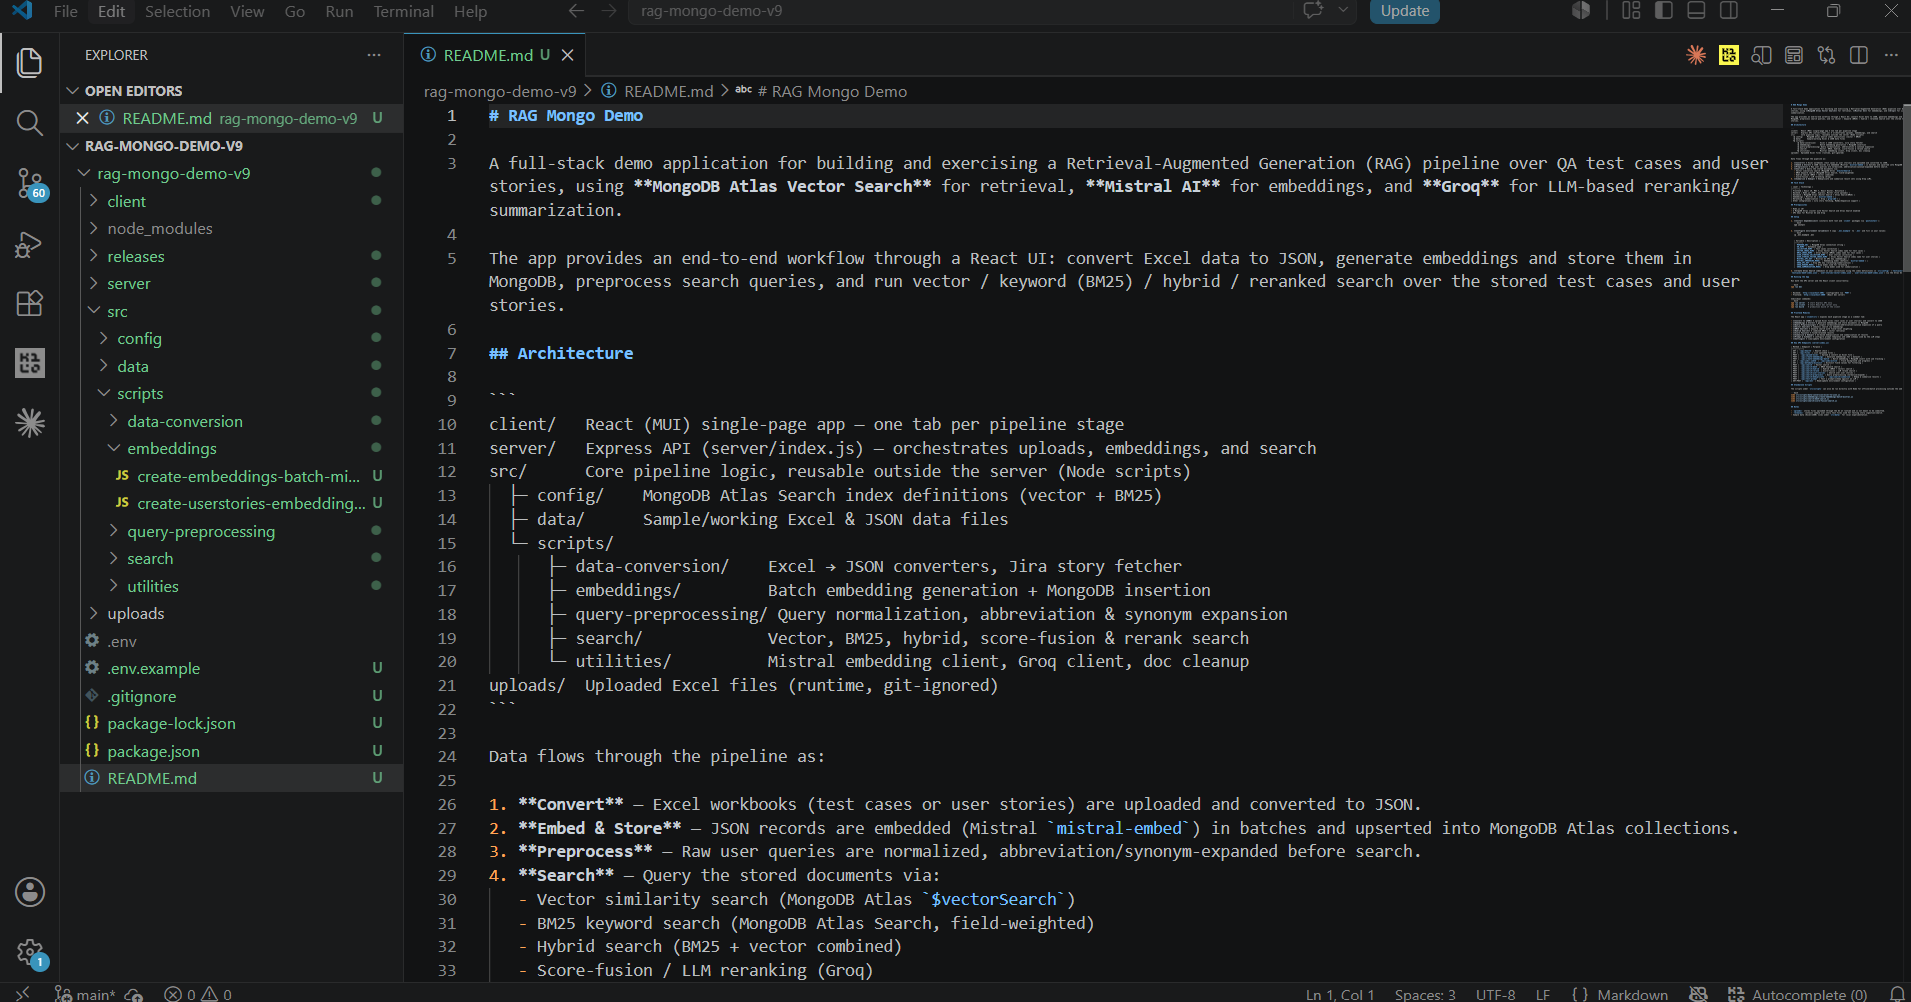 File Edit Selection View Go Run Terminal Help
rag-mongo-demo-v9
Update
EXPLORER
OPEN EDITORS
README.md rag-mongo-demo-v9 U
RAG-MONGO-DEMO-V9
rag-mongo-demo-v9
client
node_modules
releases
server
src
config
data
scripts
data-conversion
embeddings
JS create-embeddings-batch-mi... U
JS create-userstories-embedding... U
query-preprocessing
search
utilities
uploads
.env
.env.example U
.gitignore U
{} package-lock.json U
{} package.json U
README.md U
60
1
README.md U
rag-mongo-demo-v9 > README.md > abc # RAG Mongo Demo
1 # RAG Mongo Demo
2
3 A full-stack demo application for building and exercising a Retrieval-Augmented Generation (RAG) pipeline over QA test cases and user
stories, using **MongoDB Atlas Vector Search** for retrieval, **Mistral AI** for embeddings, and **Groq** for LLM-based reranking/
summarization.
4
5 The app provides an end-to-end workflow through a React UI: convert Excel data to JSON, generate embeddings and store them in
MongoDB, preprocess search queries, and run vector / keyword (BM25) / hybrid / reranked search over the stored test cases and user
stories.
6
7 ## Architecture
8
9 ```
10 client/ React (MUI) single-page app — one tab per pipeline stage
11 server/ Express API (server/index.js) — orchestrates uploads, embeddings, and search
12 src/ Core pipeline logic, reusable outside the server (Node scripts)
13 ├─ config/ MongoDB Atlas Search index definitions (vector + BM25)
14 ├─ data/ Sample/working Excel & JSON data files
15 └─ scripts/
16 ├─ data-conversion/ Excel → JSON converters, Jira story fetcher
17 ├─ embeddings/ Batch embedding generation + MongoDB insertion
18 ├─ query-preprocessing/ Query normalization, abbreviation & synonym expansion
19 ├─ search/ Vector, BM25, hybrid, score-fusion & rerank search
20 └─ utilities/ Mistral embedding client, Groq client, doc cleanup
21 uploads/ Uploaded Excel files (runtime, git-ignored)
22 ```
23
24 Data flows through the pipeline as:
25
26 1. **Convert** — Excel workbooks (test cases or user stories) are uploaded and converted to JSON.
27 2. **Embed & Store** — JSON records are embedded (Mistral `mistral-embed`) in batches and upserted into MongoDB Atlas collections.
28 3. **Preprocess** — Raw user queries are normalized, abbreviation/synonym-expanded before search.
29 4. **Search** — Query the stored documents via:
30 - Vector similarity search (MongoDB Atlas `$vectorSearch`)
31 - BM25 keyword search (MongoDB Atlas Search, field-weighted)
32 - Hybrid search (BM25 + vector combined)
33 - Score-fusion / LLM reranking (Groq)
main* 0 0
Ln 1, Col 1 Spaces: 3 UTF-8 LF {} Markdown Autocomplete (0)